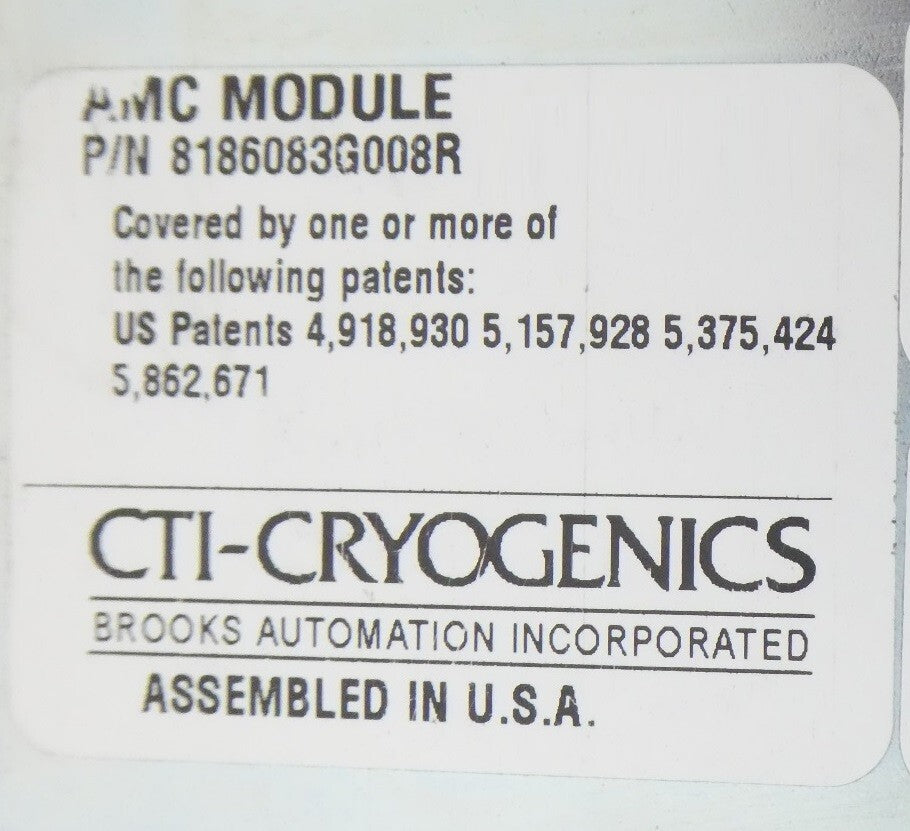 AMC MODULE
P/N 8186083G008R
Covered by one or more of
the following patents:
US Patents 4,918,930 5,157,928 5,375,424
5,862,671
CTI-CRYOGENICS
BROOKS AUTOMATION INCORPORATED
ASSEMBLED IN U.S.A.